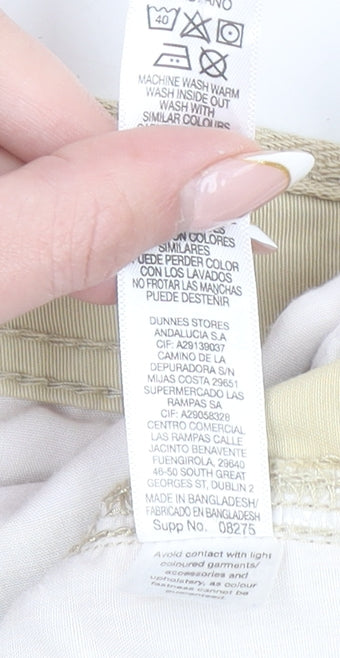 40
MACHINE WASH WARM
WASH INSIDE OUT
WASH WITH
SIMILAR COLOURS
CON COLORES
SIMILARES
PUEDE PERDER COLOR
CON LOS LAVADOS
NO FROTAR LAS MANCHAS
PUEDE DESTENIR
DUNNES STORES
ANDALUCIA S.A
CIF: A29139037
CAMINO DE LA
DEPURADORA S/N
MIJAS COSTA 29651
SUPERMERCADO LAS
RAMPAS SA
CIF: A29058328
CENTRO COMERCIAL
LAS RAMPAS CALLE
JACINTO BENAVENTE
FUENGIROLA, 29640
46-50 SOUTH GREAT
GEORGES ST, DUBLIN 2
MADE IN BANGLADESH/
FABRICADO EN BANGLADESH
Supp No. 08275
Avoid contact with light
coloured garments/
accessories and
upholstery, as colour
fastness cannot be
guaranteed.